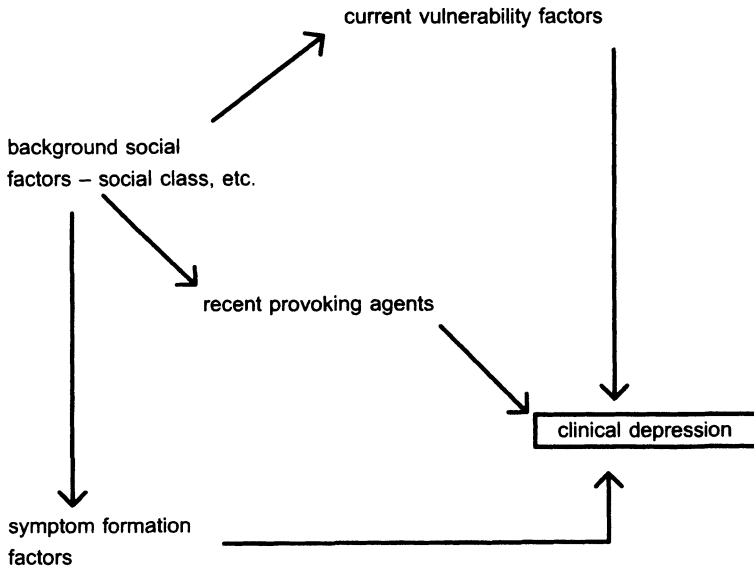 current vulnerability factors
background social
factors – social class, etc.
recent provoking agents
clinical depression
symptom formation
factors